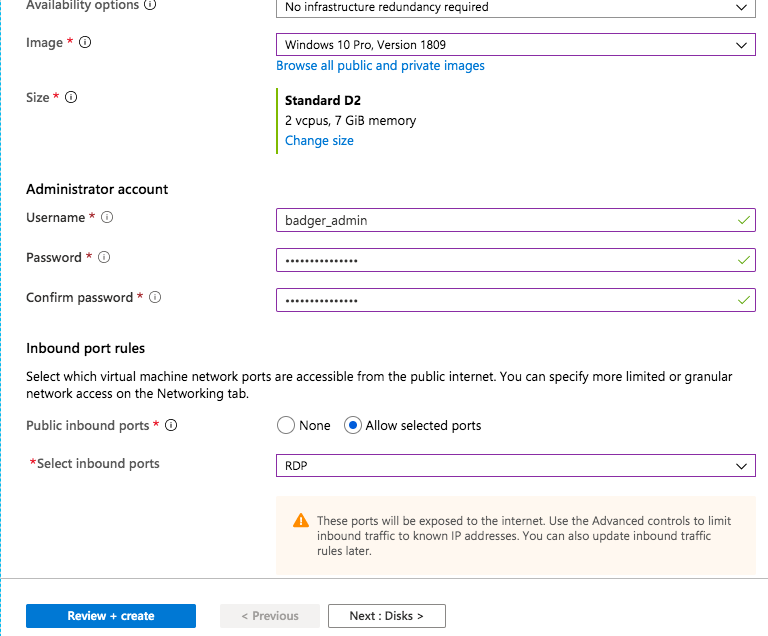 Availability options
No infrastructure redundancy required
Image *
Windows 10 Pro, Version 1809
Browse all public and private images
Size *
Standard D2
2 vcpus, 7 GiB memory
Change size
Administrator account
Username *
badger_admin
Password *
•••••••••••••••
Confirm password *
•••••••••••••••
Inbound port rules
Select which virtual machine network ports are accessible from the public internet. You can specify more limited or granular
network access on the Networking tab.
Public inbound ports *
None
Allow selected ports
*Select inbound ports
RDP
These ports will be exposed to the internet. Use the Advanced controls to limit
inbound traffic to known IP addresses. You can also update inbound traffic
rules later.
Review + create
< Previous
Next : Disks >